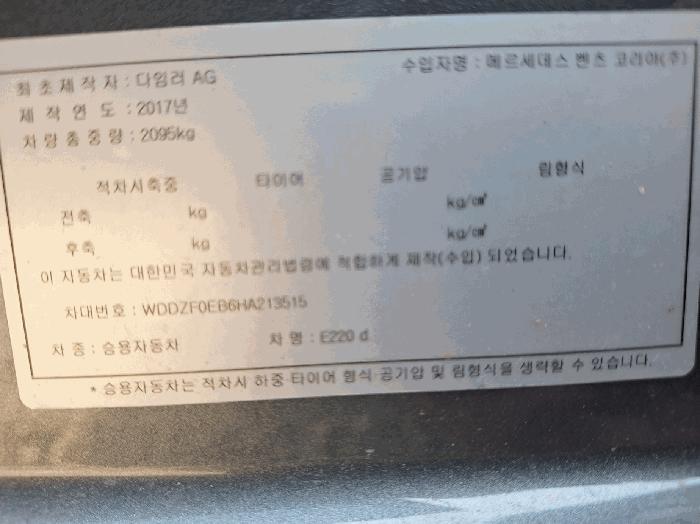 수입자명 : 메르세데스 벤츠 코리아(주)
최초제작자 : 다임러 AG
제 작 연 도 : 2017년
차량총중량 : 2095kg
적차시축중 타이어 공기압 림형식
전축 kg kg/㎠
후축 kg kg/㎠
이 자동차는 대한민국 자동차관리법령에 적합하게 제작(수입) 되었습니다.
차대번호 : WDDZF0EB6HA213515
차 종 : 승용자동차 차 명 : E220 d
* 승용자동차는 적차시 하중·타이어 형식·공기압 및 림형식을 생략할 수 있습니다.